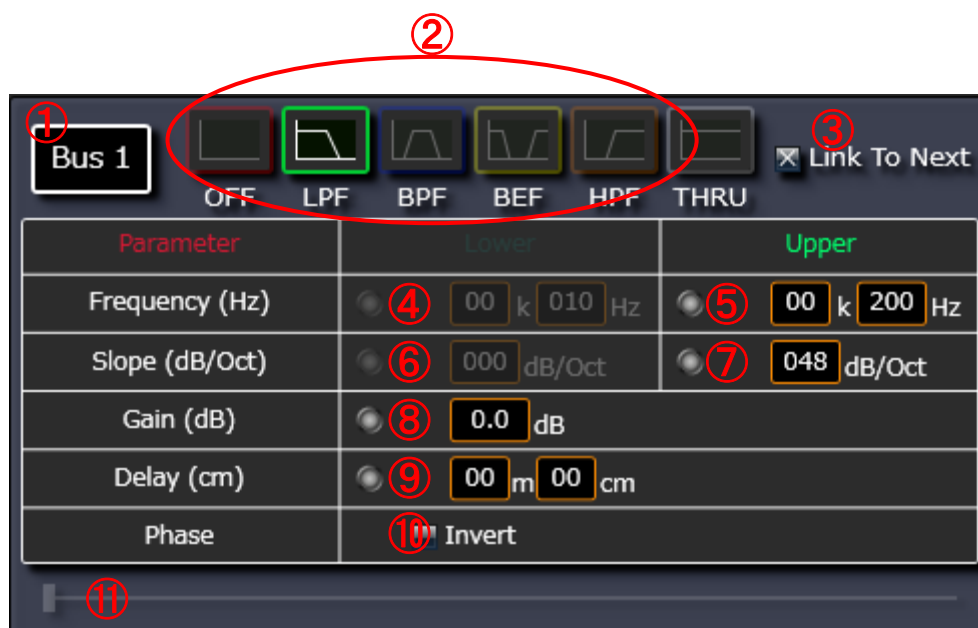 ②
① ③
Bus 1 Link To Next
OFF LPF BPF BEF HPF THRU
Parameter Lower Upper
Frequency (Hz) ④ 00 k 010 Hz ⑤ 00 k 200 Hz
Slope (dB/Oct) ⑥ 000 dB/Oct ⑦ 048 dB/Oct
Gain (dB) ⑧ 0.0 dB
Delay (cm) ⑨ 00 m 00 cm
Phase ⑩ Invert
⑪